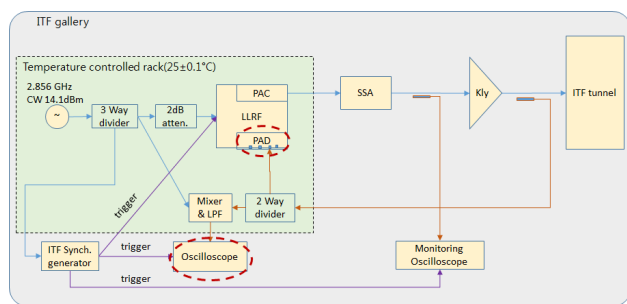 ITF gallery
Temperature controlled rack(25±0.1°C)
2.856 GHz
CW 14.1dBm
~
3 Way
divider
2dB
atten.
PAC
LLRF
PAD
SSA
Kly
ITF tunnel
trigger
Mixer
& LPF
2 Way
divider
ITF Synch.
generator
trigger
Oscilloscope
trigger
Monitoring
Oscilloscope